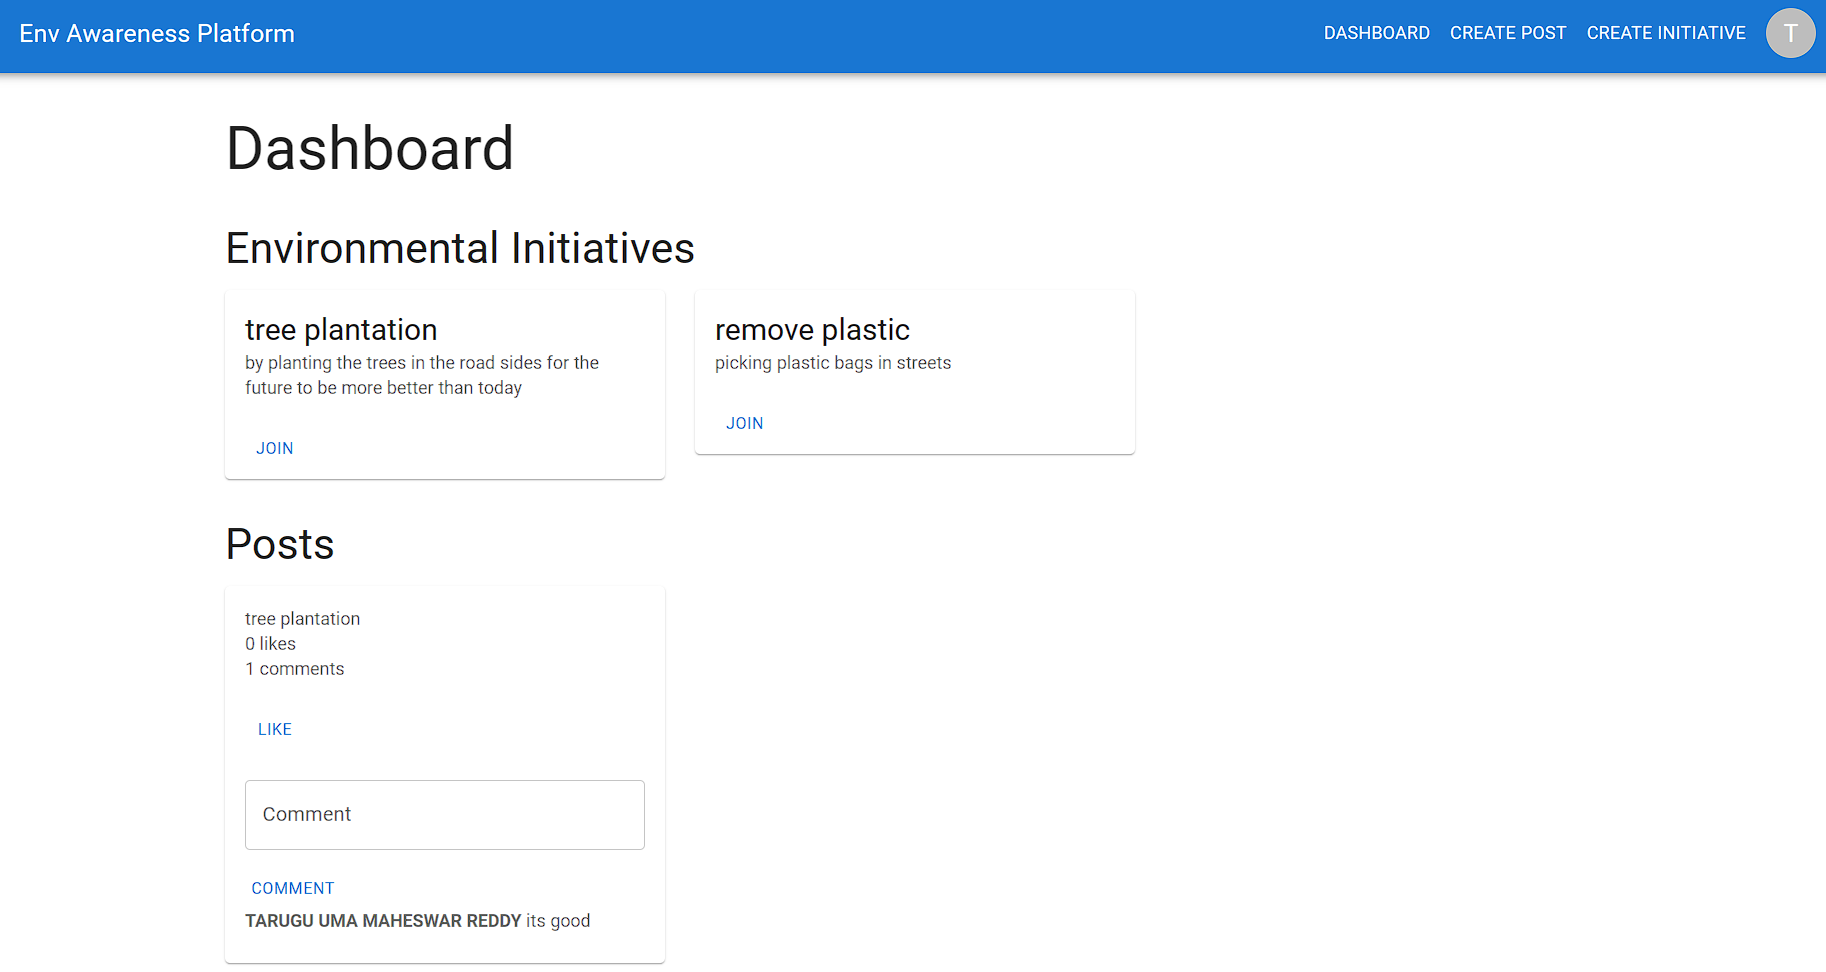 Env Awareness Platform
DASHBOARD CREATE POST CREATE INITIATIVE T
Dashboard
Environmental Initiatives
tree plantation
by planting the trees in the road sides for the
future to be more better than today
JOIN
remove plastic
picking plastic bags in streets
JOIN
Posts
tree plantation
0 likes
1 comments
LIKE
Comment
COMMENT
TARUGU UMA MAHESWAR REDDY its good